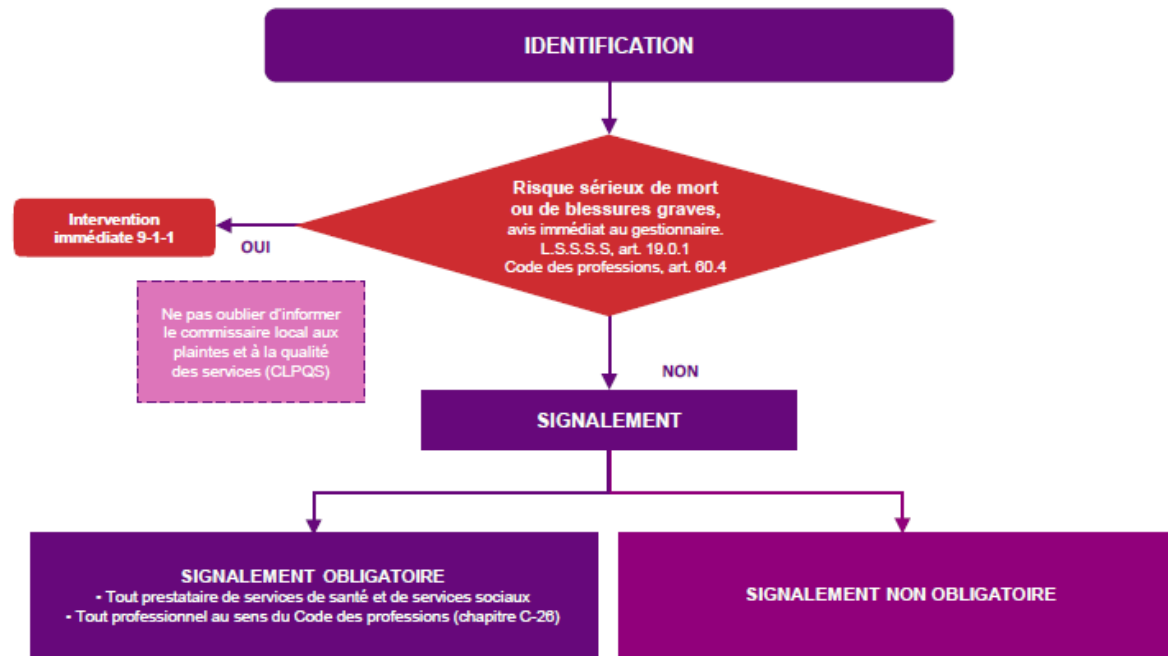 IDENTIFICATION
Risque sérieux de mort
ou de blessures graves,
avis immédiat au gestionnaire.
L.S.S.S.S, art. 19.0.1
Code des professions, art. 60.4
Intervention
immédiate 9-1-1
OUI
Ne pas oublier d'informer
le commissaire local aux
plaintes et à la qualité
des services (CLPQS)
NON
SIGNALEMENT
SIGNALEMENT OBLIGATOIRE
- Tout prestataire de services de santé et de services sociaux
- Tout professionnel au sens du Code des professions (chapitre C-26)
SIGNALEMENT NON OBLIGATOIRE